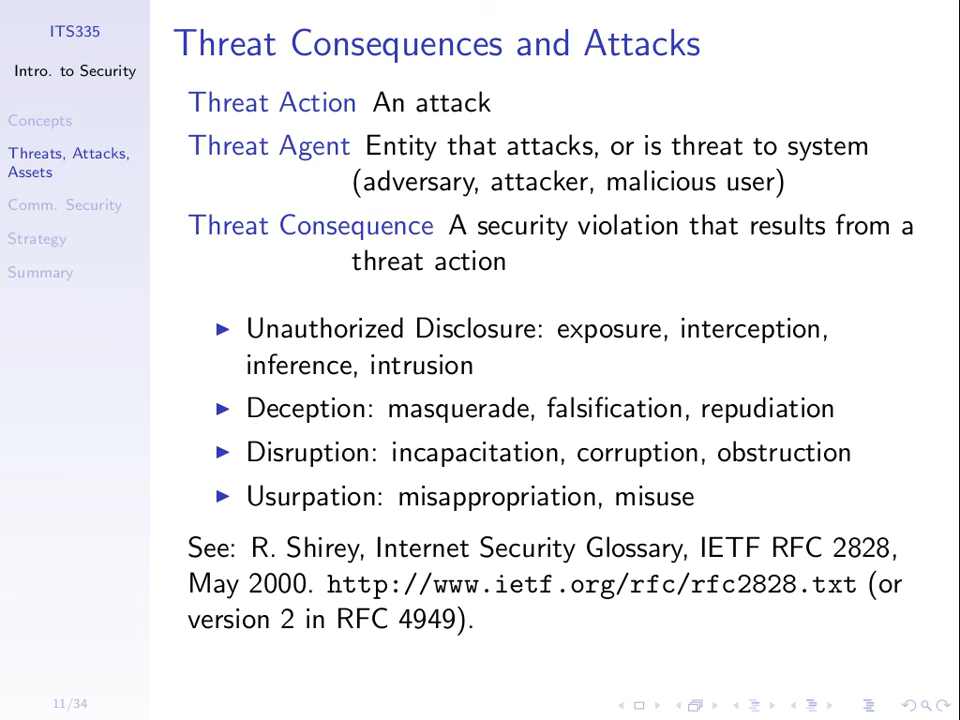 ITS335
Intro. to Security
Concepts
Threats, Attacks,
Assets
Comm. Security
Strategy
Summary
Threat Consequences and Attacks
Threat Action An attack
Threat Agent Entity that attacks, or is threat to system
(adversary, attacker, malicious user)
Threat Consequence A security violation that results from a
threat action
▶ Unauthorized Disclosure: exposure, interception,
inference, intrusion
▶ Deception: masquerade, falsification, repudiation
▶ Disruption: incapacitation, corruption, obstruction
▶ Usurpation: misappropriation, misuse
See: R. Shirey, Internet Security Glossary, IETF RFC 2828,
May 2000. http://www.ietf.org/rfc/rfc2828.txt (or
version 2 in RFC 4949).
11/34